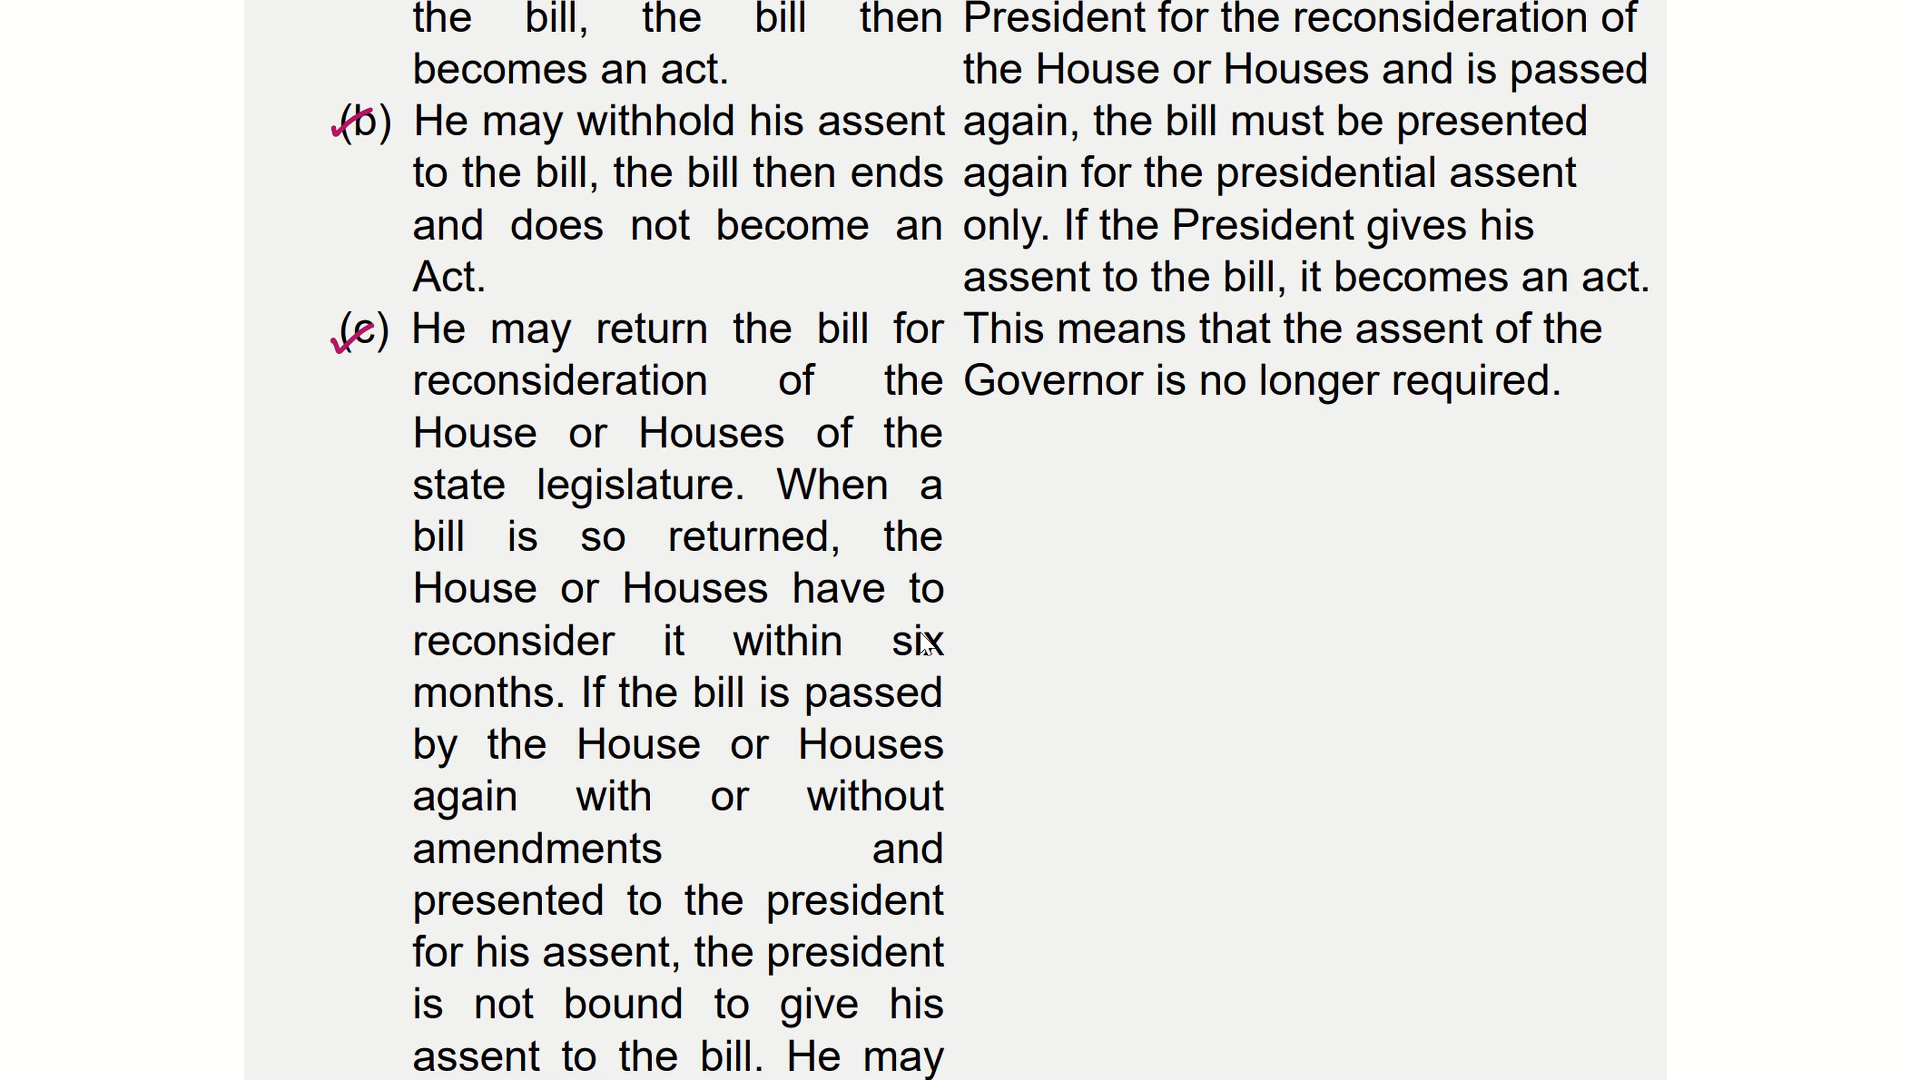 the bill, the bill then
becomes an act.
(b) He may withhold his assent
to the bill, the bill then ends
and does not become an
Act.
(c) He may return the bill for
reconsideration of the
House or Houses of the
state legislature. When a
bill is so returned, the
House or Houses have to
reconsider it within six
months. If the bill is passed
by the House or Houses
again with or without
amendments and
presented to the president
for his assent, the president
is not bound to give his
assent to the bill. He may
President for the reconsideration of
the House or Houses and is passed
again, the bill must be presented
again for the presidential assent
only. If the President gives his
assent to the bill, it becomes an act.
This means that the assent of the
Governor is no longer required.